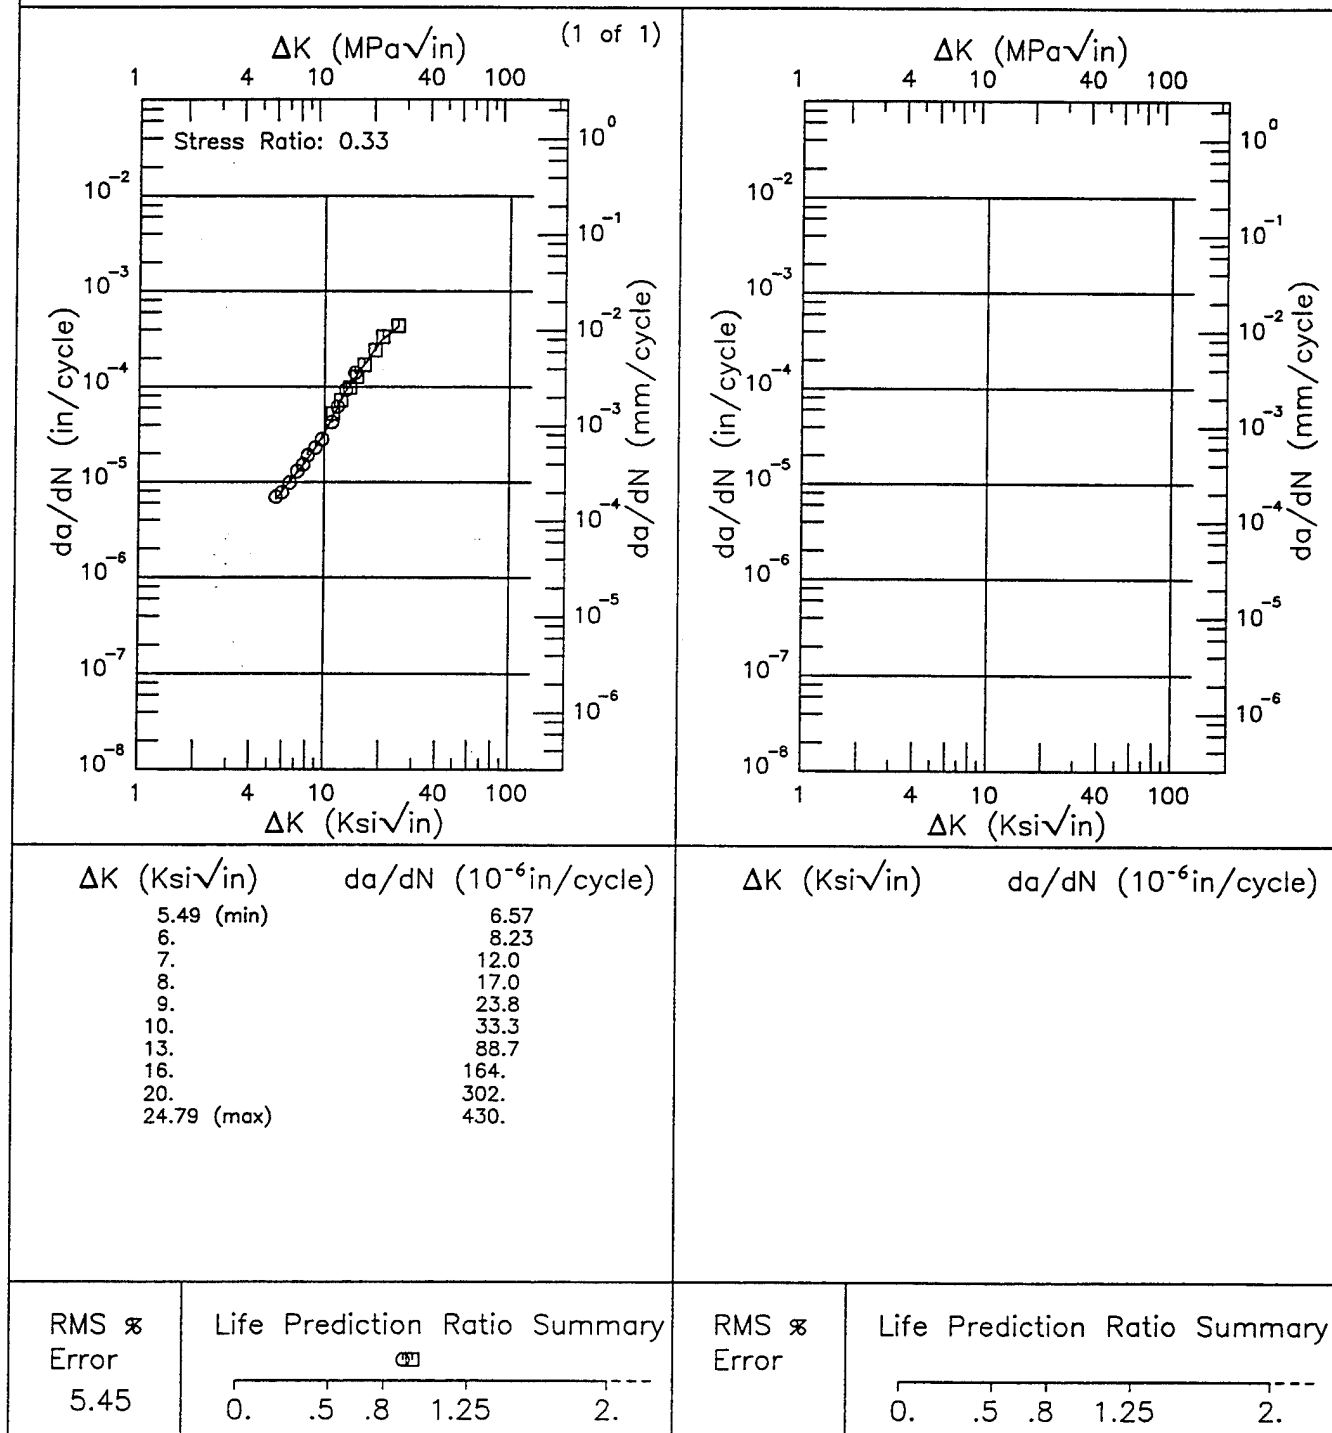 (1 of 1)
ΔK (MPa√in)
1 4 10 40 100
Stress Ratio: 0.33
da/dN (in/cycle)
10⁻²
10⁻³
10⁻⁴
10⁻⁵
10⁻⁶
10⁻⁷
10⁻⁸
10⁰
10⁻¹
10⁻²
10⁻³
10⁻⁴
10⁻⁵
10⁻⁶
da/dN (mm/cycle)
1 4 10 40 100
ΔK (Ksi√in)
ΔK (MPa√in)
1 4 10 40 100
da/dN (in/cycle)
10⁻²
10⁻³
10⁻⁴
10⁻⁵
10⁻⁶
10⁻⁷
10⁻⁸
10⁰
10⁻¹
10⁻²
10⁻³
10⁻⁴
10⁻⁵
10⁻⁶
da/dN (mm/cycle)
1 4 10 40 100
ΔK (Ksi√in)
ΔK (Ksi√in) da/dN (10⁻⁶in/cycle)
5.49 (min) 6.57
6. 8.23
7. 12.0
8. 17.0
9. 23.8
10. 33.3
13. 88.7
16. 164.
20. 302.
24.79 (max) 430.
ΔK (Ksi√in) da/dN (10⁻⁶in/cycle)
RMS %
Error
5.45
Life Prediction Ratio Summary
0. .5 .8 1.25 2.
RMS %
Error
Life Prediction Ratio Summary
0. .5 .8 1.25 2.